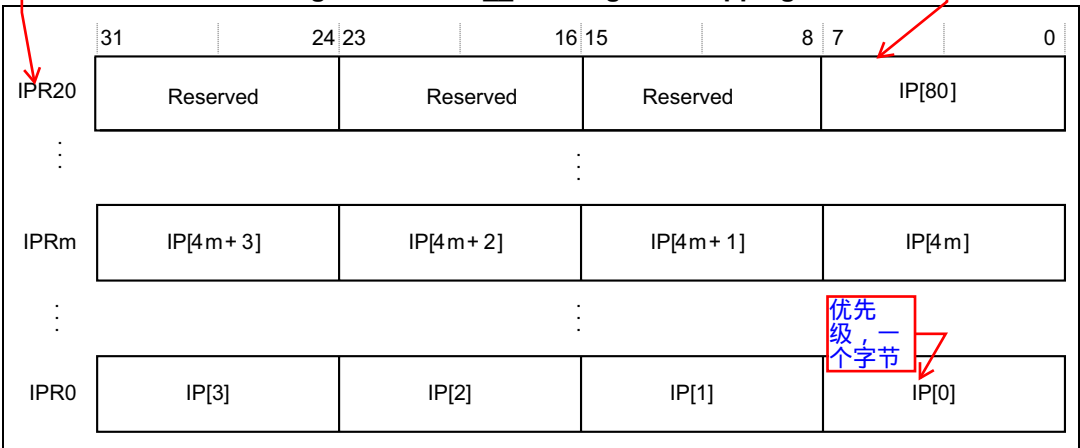 31 24 23 16 15 8 7 0
IPR20 Reserved Reserved Reserved IP[80]
IPRm IP[4m+3] IP[4m+2] IP[4m+1] IP[4m]
优先
级，一
个字节
IPR0 IP[3] IP[2] IP[1] IP[0]